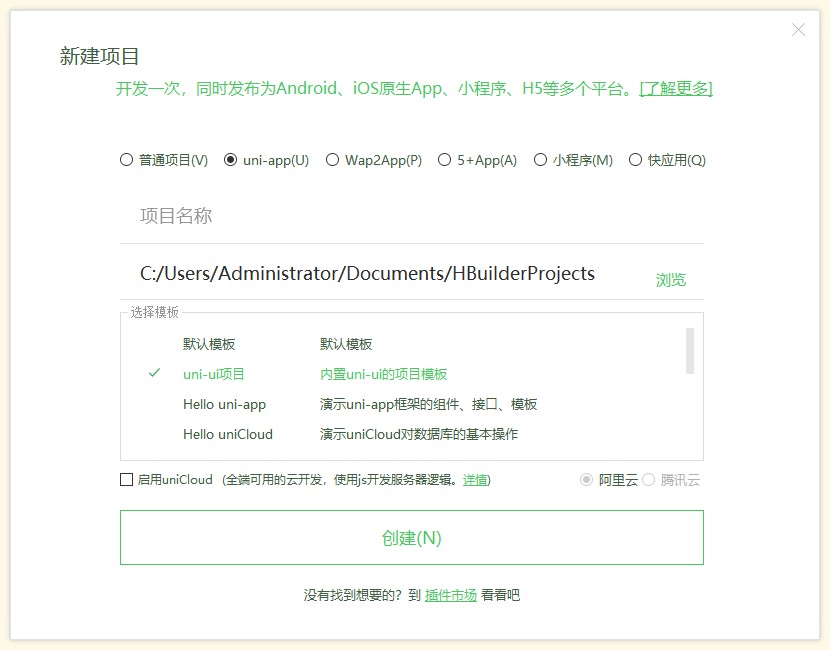 新建项目
开发一次，同时发布为Android、iOS原生App、小程序、H5等多个平台。[了解更多]
普通项目(V) uni-app(U) Wap2App(P) 5+App(A) 小程序(M) 快应用(Q)
项目名称
C:/Users/Administrator/Documents/HBuilderProjects 浏览
选择模板
默认模板 默认模板
uni-ui项目 内置uni-ui的项目模板
Hello uni-app 演示uni-app框架的组件、接口、模板
Hello uniCloud 演示uniCloud对数据库的基本操作
启用uniCloud (全端可用的云开发，使用js开发服务器逻辑。详情) 阿里云 腾讯云
创建(N)
没有找到想要的？到 插件市场 看看吧